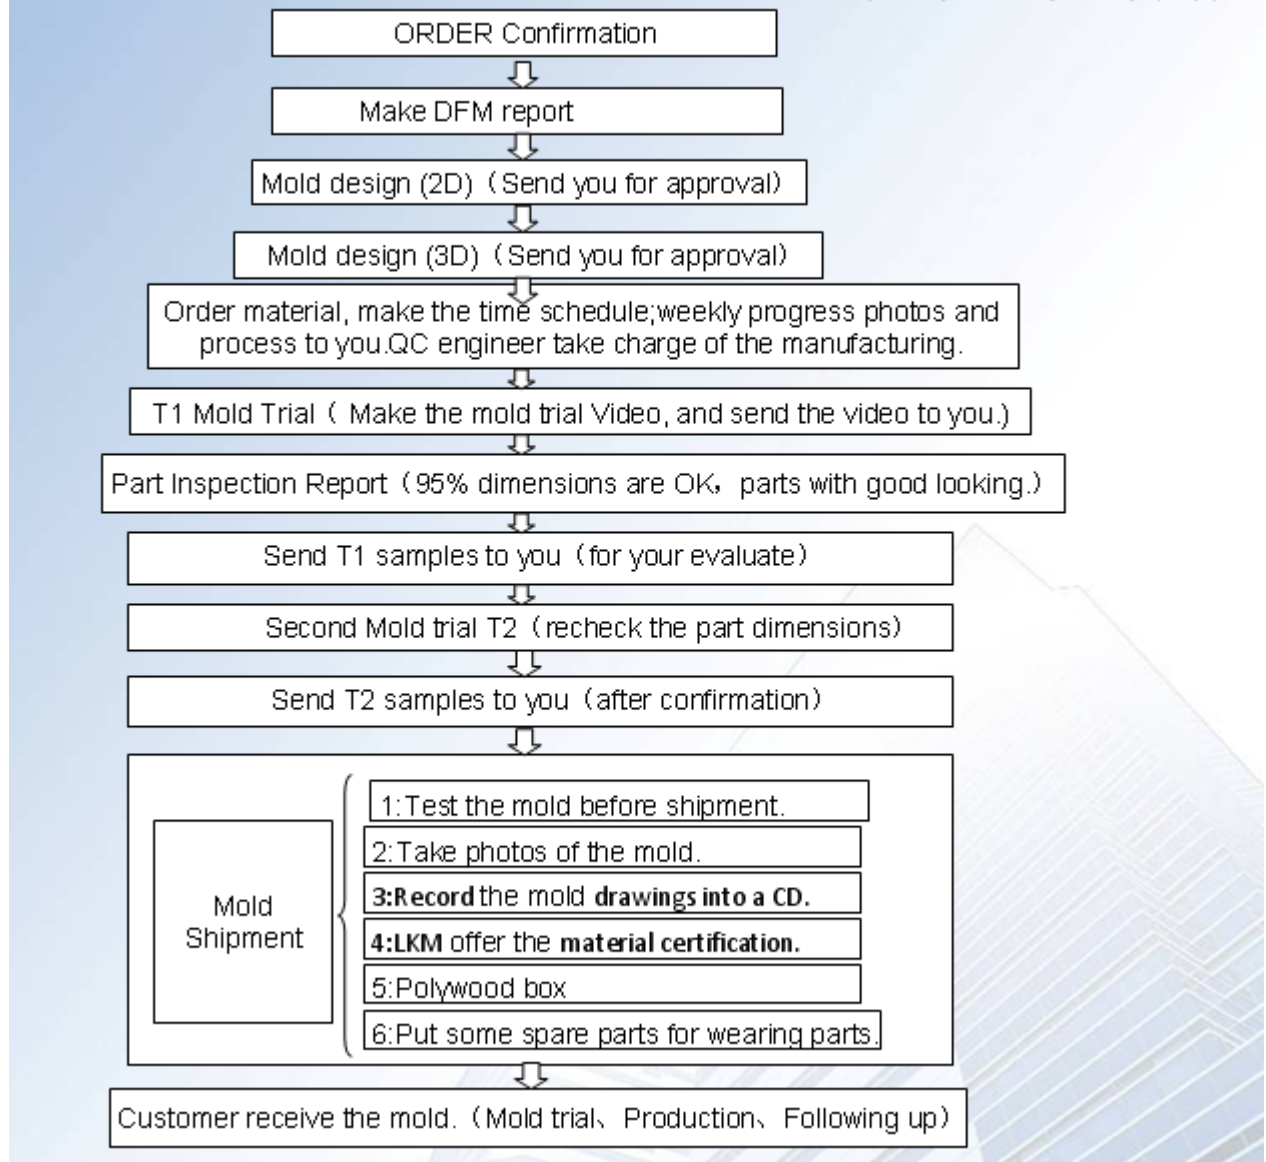 ORDER Confirmation
Make DFM report
Mold design (2D)（Send you for approval）
Mold design (3D)（Send you for approval）
Order material, make the time schedule;weekly progress photos and
process to you.QC engineer take charge of the manufacturing.
T1 Mold Trial（ Make the mold trial Video, and send the video to you.)
Part Inspection Report（95% dimensions are OK，parts with good looking.）
Send T1 samples to you（for your evaluate）
Second Mold trial T2（recheck the part dimensions）
Send T2 samples to you（after confirmation）
Mold
Shipment
1:Test the mold before shipment.
2:Take photos of the mold.
3:Record the mold drawings into a CD.
4:LKM offer the material certification.
5:Polywood box
6:Put some spare parts for wearing parts.
Customer receive the mold.（Mold trial、Production、Following up）